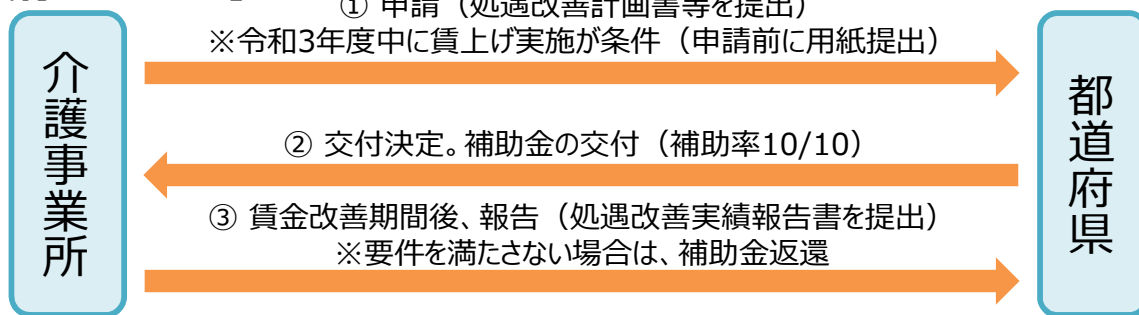 ① 申請（処遇改善計画書等を提出）
※令和3年度中に賃上げ実施が条件（申請前に用紙提出）
介護事業所
都道府県
② 交付決定。補助金の交付（補助率10/10）
③ 賃金改善期間後、報告（処遇改善実績報告書を提出）
※要件を満たさない場合は、補助金返還